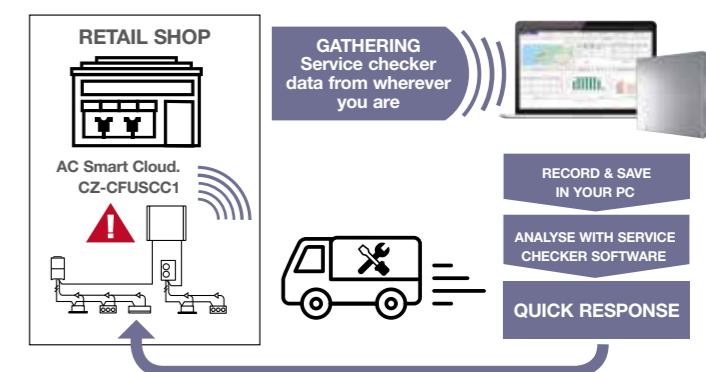 RETAIL SHOP
AC Smart Cloud.
CZ-CFUSCC1
GATHERING
Service checker
data from wherever
you are
RECORD & SAVE
IN YOUR PC
ANALYSE WITH SERVICE
CHECKER SOFTWARE
QUICK RESPONSE